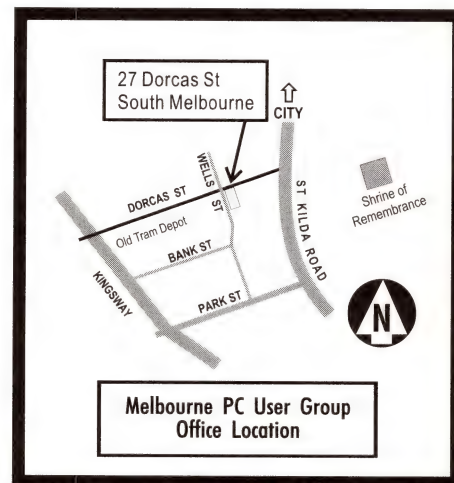 27 Dorcas St
South Melbourne
CITY
WELLS ST
DORCAS ST
ST KILDA ROAD
Shrine of
Remembrance
Old Tram Depot
BANK ST
KINGSWAY
PARK ST
N
Melbourne PC User Group
Office Location